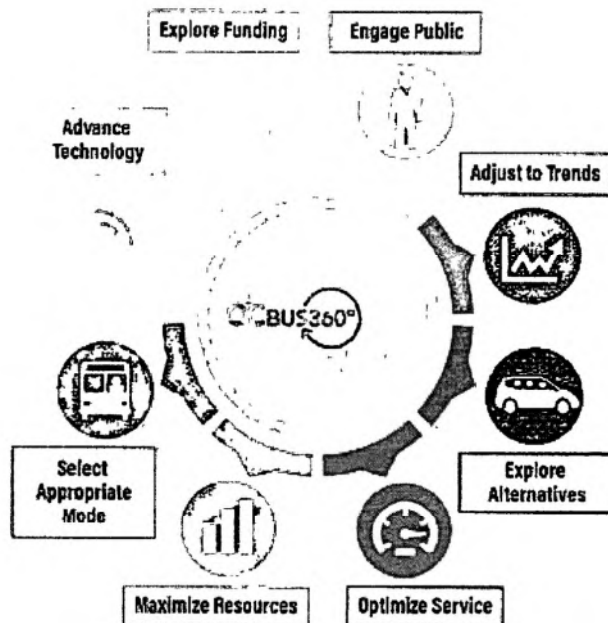 Explore Funding
Engage Public
Advance
Technology
Adjust to Trends
BUS360°
Select
Appropriate
Mode
Explore
Alternatives
Maximize Resources
Optimize Service